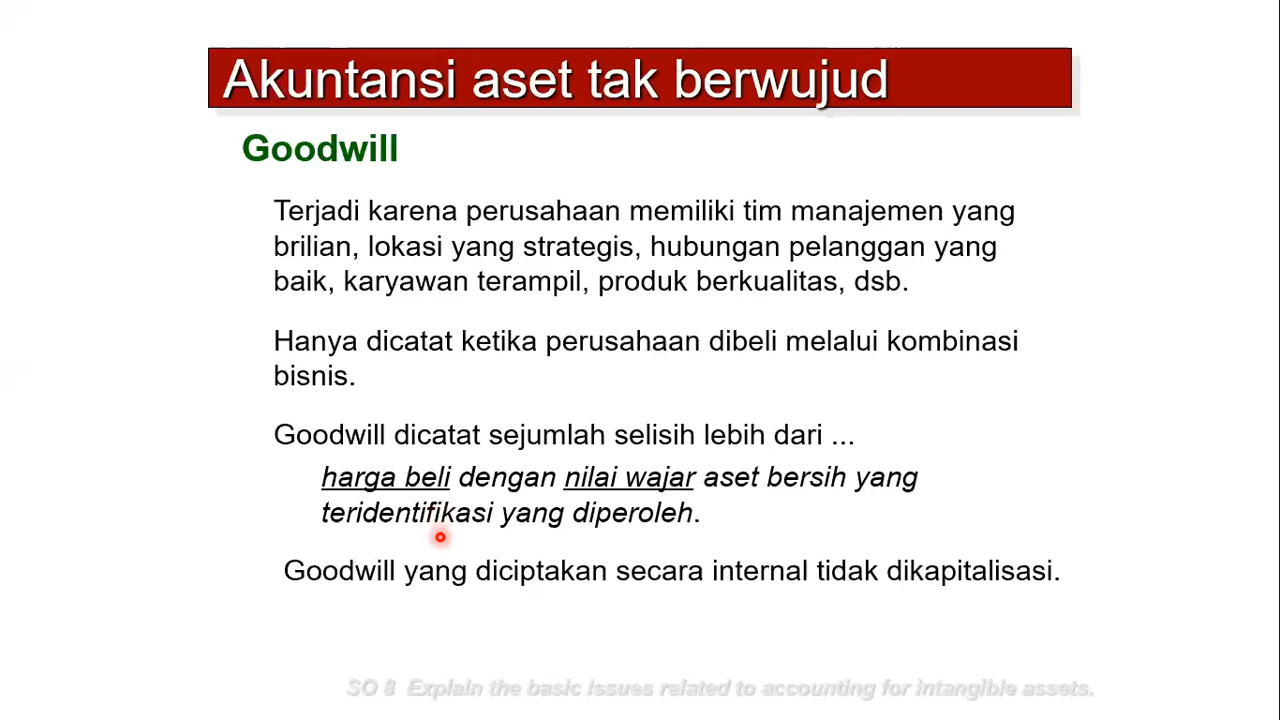 Akuntansi aset tak berwujud
Goodwill
Terjadi karena perusahaan memiliki tim manajemen yang
brilian, lokasi yang strategis, hubungan pelanggan yang
baik, karyawan terampil, produk berkualitas, dsb.
Hanya dicatat ketika perusahaan dibeli melalui kombinasi
bisnis.
Goodwill dicatat sejumlah selisih lebih dari ...
harga beli dengan nilai wajar aset bersih yang
teridentifikasi yang diperoleh.
Goodwill yang diciptakan secara internal tidak dikapitalisasi.
SO 8 Explain the basic issues related to accounting for intangible assets.